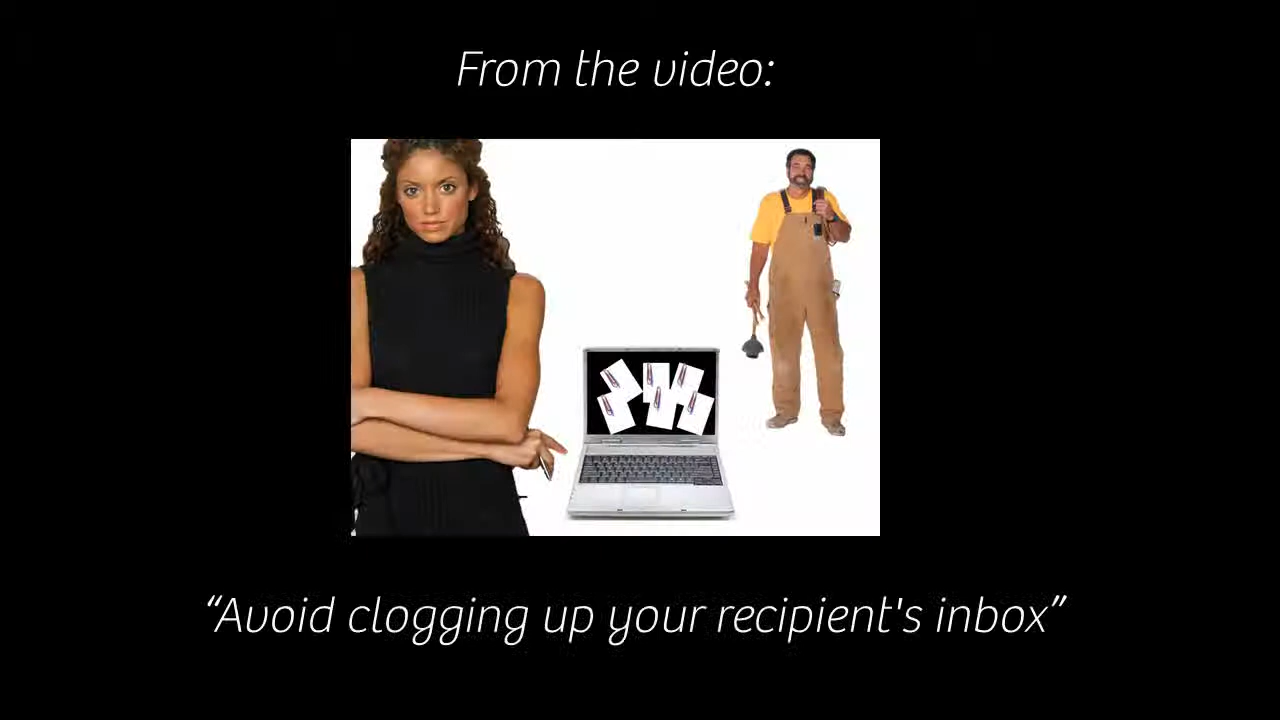 From the video:
“Avoid clogging up your recipient's inbox”